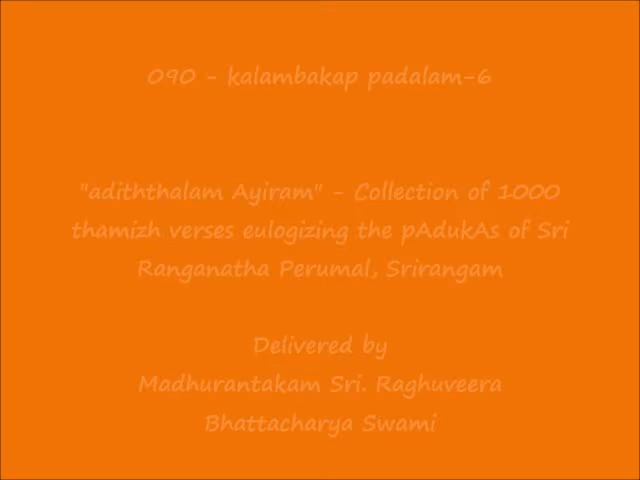 090 - kalambakap padalam-6
"adiththalam Ayiram" - Collection of 1000
thamizh verses eulogizing the pAdukAs of Sri
Ranganatha Perumal, Srirangam
Delivered by
Madhurantakam Sri. Raghuveera
Bhattacharya Swami